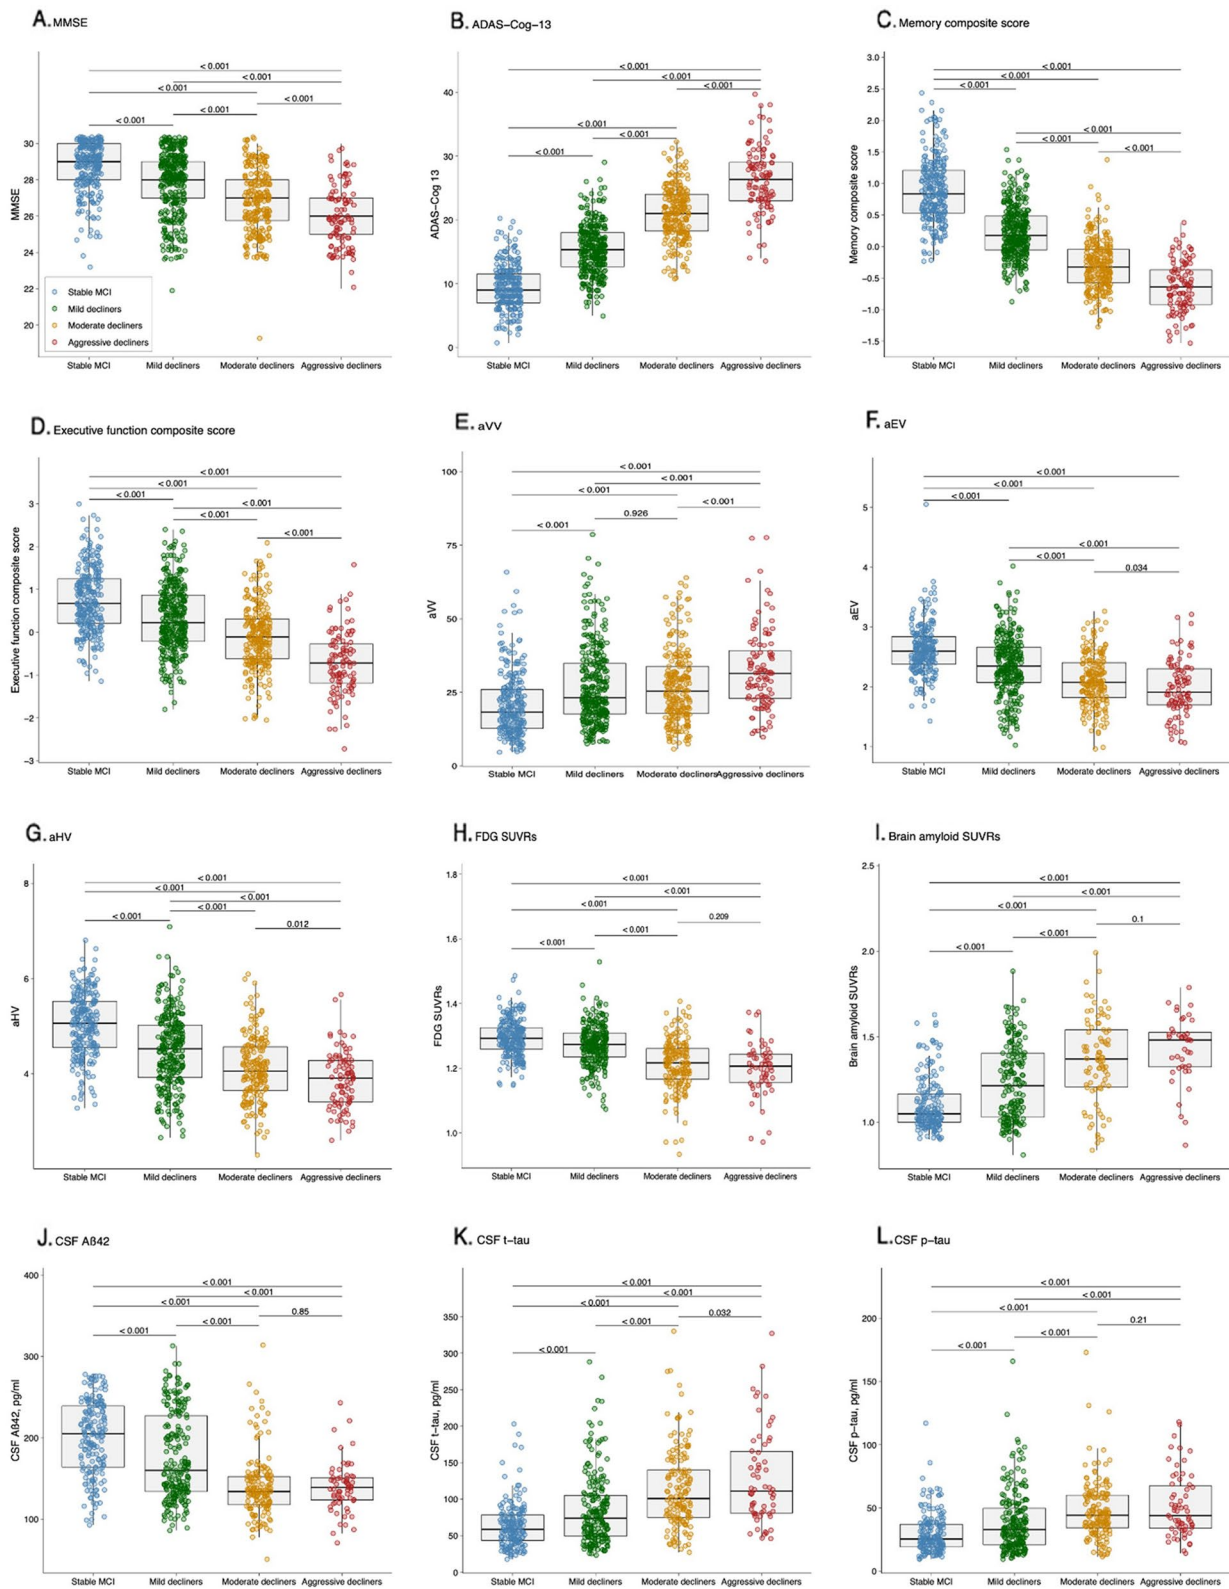 A. MMSE
< 0.001
< 0.001
< 0.001
< 0.001
< 0.001
< 0.001
30
28
26
24
22
20
MMSE
Stable MCI
Mild decliners
Moderate decliners
Aggressive decliners
Stable MCI
Mild decliners
Moderate decliners
Aggressive decliners
B. ADAS−Cog−13
< 0.001
< 0.001
< 0.001
< 0.001
< 0.001
< 0.001
40
30
20
10
0
ADAS−Cog 13
Stable MCI
Mild decliners
Moderate decliners
Aggressive decliners
C. Memory composite score
3.0
2.5
2.0
1.5
1.0
0.5
0.0
−0.5
−1.0
−1.5
< 0.001
< 0.001
< 0.001
< 0.001
< 0.001
< 0.001
Memory composite score
Stable MCI
Mild decliners
Moderate decliners
Aggressive decliners
D. Executive function composite score
< 0.001
< 0.001
< 0.001
< 0.001
< 0.001
< 0.001
3
2
1
0
−1
−2
−3
Executive function composite score
Stable MCI
Mild decliners
Moderate decliners
Aggressive decliners
E. aVV
100
75
50
25
0
< 0.001
< 0.001
< 0.001
< 0.001
0.926
< 0.001
aVV
Stable MCI
Mild decliners
Moderate decliners
Aggressive decliners
F. aEV
< 0.001
< 0.001
< 0.001
< 0.001
< 0.001
0.034
5
4
3
2
1
aEV
Stable MCI
Mild decliners
Moderate decliners
Aggressive decliners
G. aHV
8
6
4
< 0.001
< 0.001
< 0.001
< 0.001
< 0.001
0.012
aHV
Stable MCI
Mild decliners
Moderate decliners
Aggressive decliners
H. FDG SUVRs
1.8
1.6
1.4
1.2
1.0
< 0.001
< 0.001
< 0.001
0.209
< 0.001
< 0.001
FDG SUVRs
Stable MCI
Mild decliners
Moderate decliners
Aggressive decliners
I. Brain amyloid SUVRs
2.5
2.0
1.5
1.0
< 0.001
< 0.001
< 0.001
0.1
< 0.001
< 0.001
Brain amyloid SUVRs
Stable MCI
Mild decliners
Moderate decliners
Aggressive decliners
J. CSF Aß42
400
300
200
100
< 0.001
< 0.001
< 0.001
0.85
< 0.001
< 0.001
CSF Aß42, pg/ml
Stable MCI
Mild decliners
Moderate decliners
Aggressive decliners
K. CSF t−tau
350
300
250
200
150
100
50
0
< 0.001
< 0.001
< 0.001
0.032
< 0.001
< 0.001
CSF t−tau, pg/ml
Stable MCI
Mild decliners
Moderate decliners
Aggressive decliners
L. CSF p−tau
200
150
100
50
0
< 0.001
< 0.001
< 0.001
0.21
< 0.001
< 0.001
CSF p−tau, pg/ml
Stable MCI
Mild decliners
Moderate decliners
Aggressive decliners